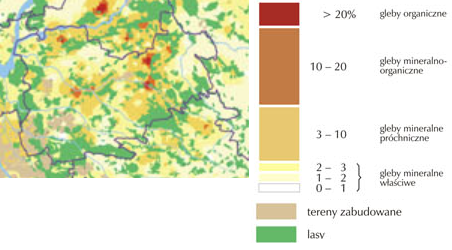 > 20% gleby organiczne
10 – 20 gleby mineralno-
organiczne
3 – 10 gleby mineralne
próchniczne
2 – 3
1 – 2 gleby mineralne
0 – 1 właściwe
tereny zabudowane
lasy